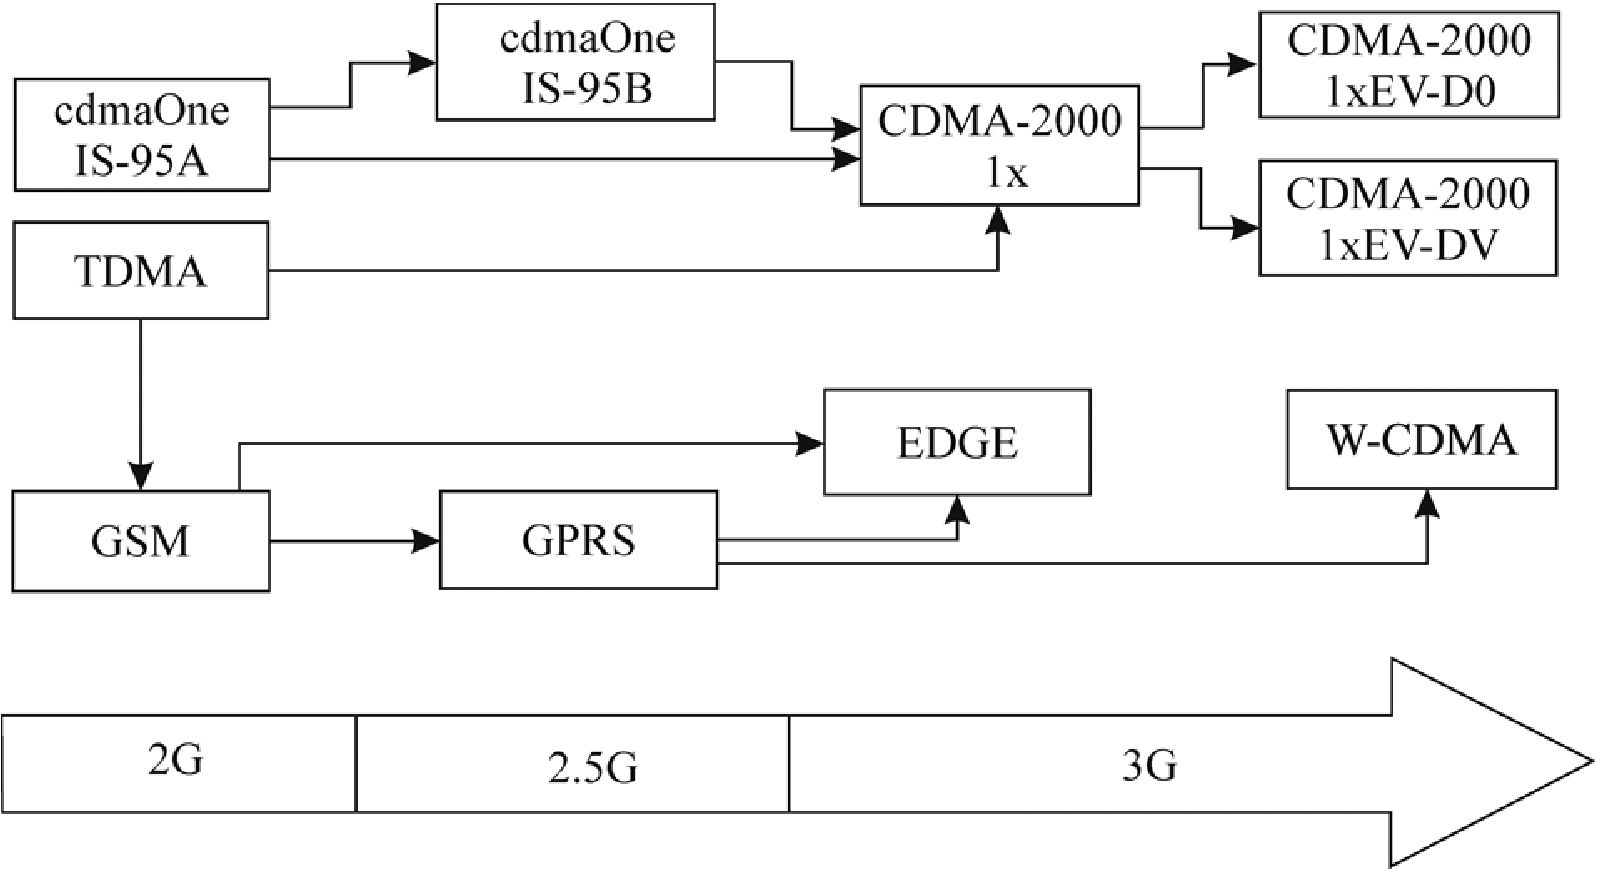 cdmaOne
IS-95A
cdmaOne
IS-95B
CDMA-2000
1x
CDMA-2000
1xEV-D0
CDMA-2000
1xEV-DV
TDMA
EDGE
W-CDMA
GSM
GPRS
2G
2.5G
3G